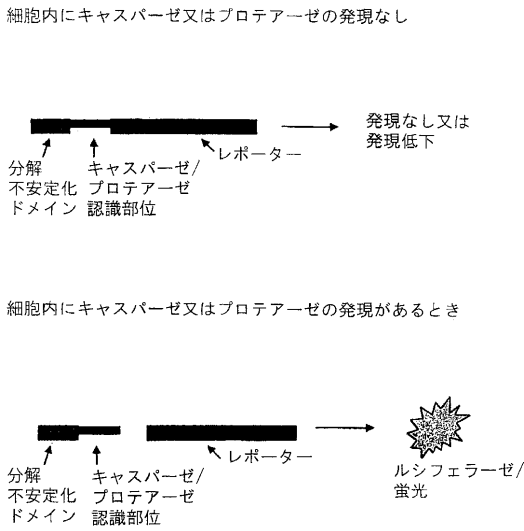 細胞内にキャスパーゼ又はプロテアーゼの発現なし
発現なし又は
発現低下
レポーター
分解
不安定化
ドメイン
キャスパーゼ/
プロテアーゼ
認識部位
細胞内にキャスパーゼ又はプロテアーゼの発現があるとき
レポーター
分解
不安定化
ドメイン
キャスパーゼ/
プロテアーゼ
認識部位
ルシフェラーゼ/
蛍光